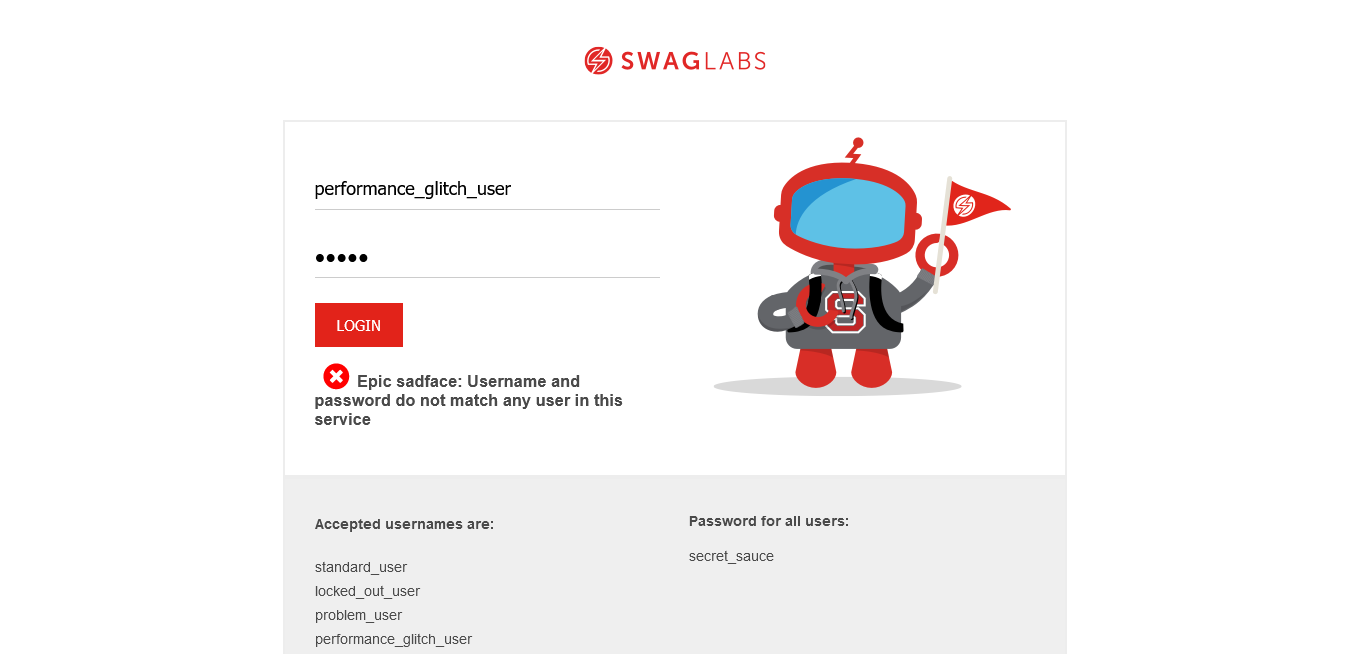 SWAGLABS
performance_glitch_user
•••••
LOGIN
Epic sadface: Username and
password do not match any user in this
service
S
Accepted usernames are:
standard_user
locked_out_user
problem_user
performance_glitch_user
Password for all users:
secret_sauce